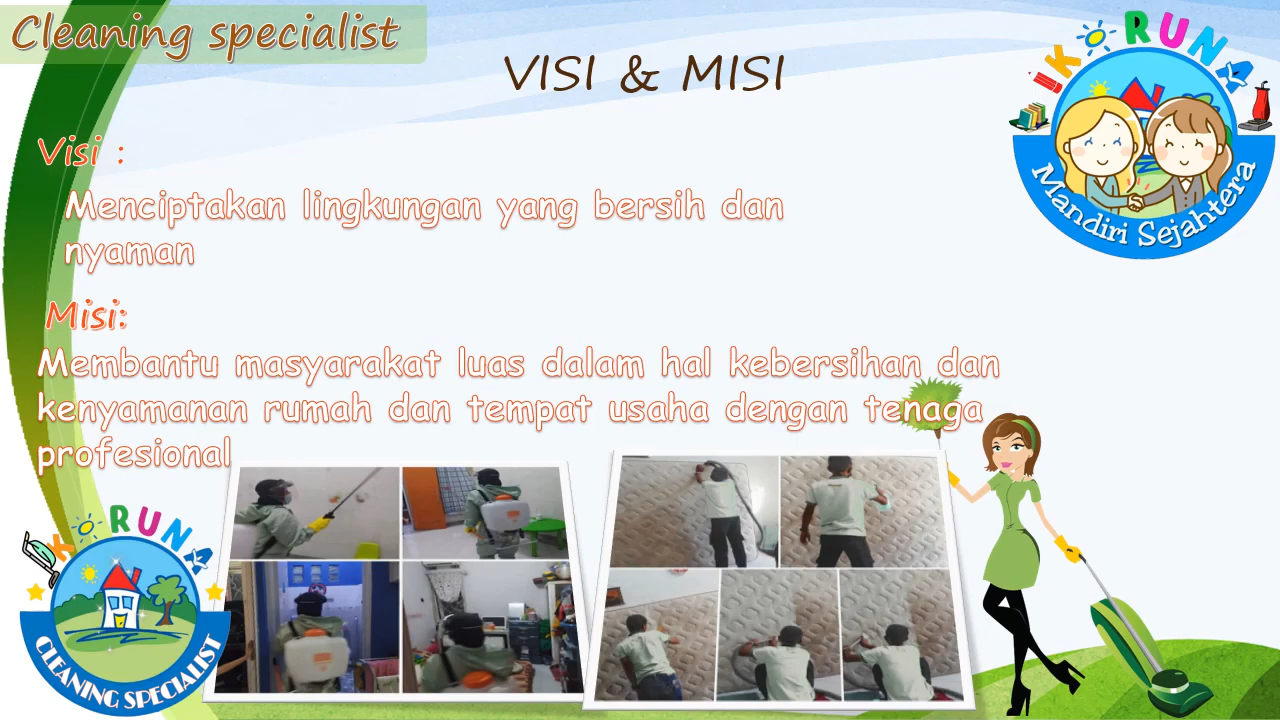 Cleaning specialist
VISI & MISI
IKORUNA
Mandiri Sejahtera
Visi :
Menciptakan lingkungan yang bersih dan
nyaman
Misi:
Membantu masyarakat luas dalam hal kebersihan dan
kenyamanan rumah dan tempat usaha dengan tenaga
profesional
IKORUNA
CLEANING SPECIALIST